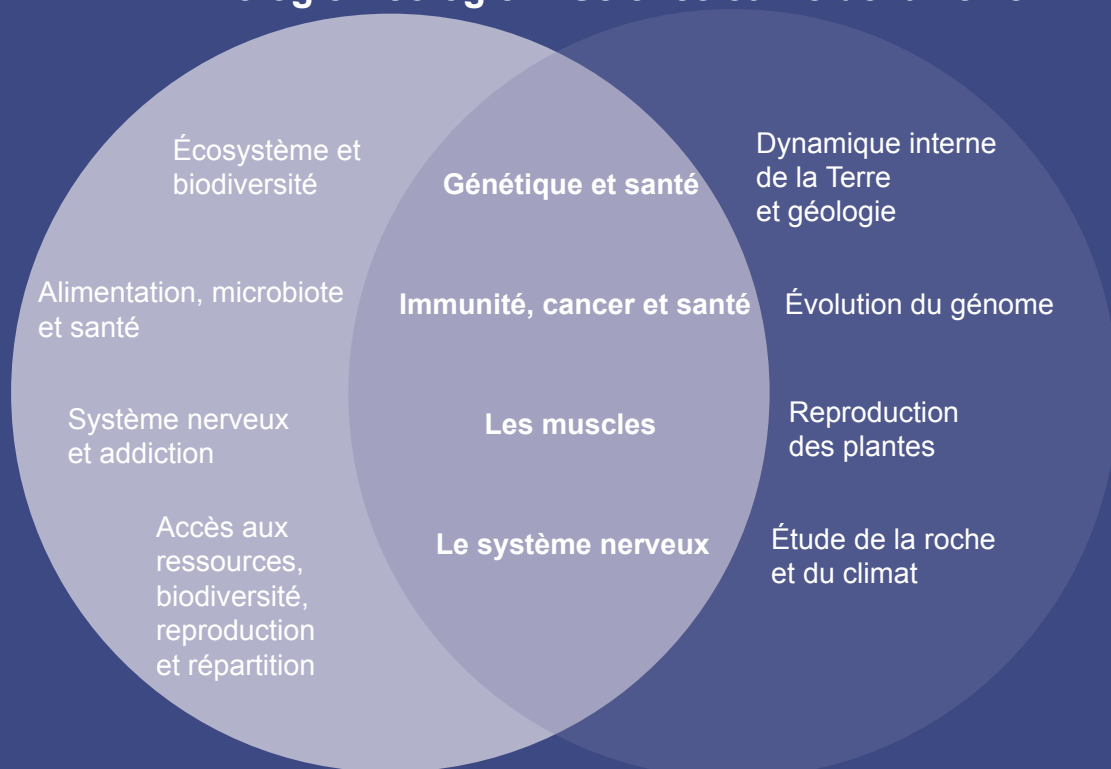 Écosystème et
biodiversité
Alimentation, microbiote
et santé
Système nerveux
et addiction
Accès aux
ressources,
biodiversité,
reproduction
et répartition
Génétique et santé
Immunité, cancer et santé
Les muscles
Le système nerveux
Dynamique interne
de la Terre
et géologie
Évolution du génome
Reproduction
des plantes
Étude de la roche
et du climat